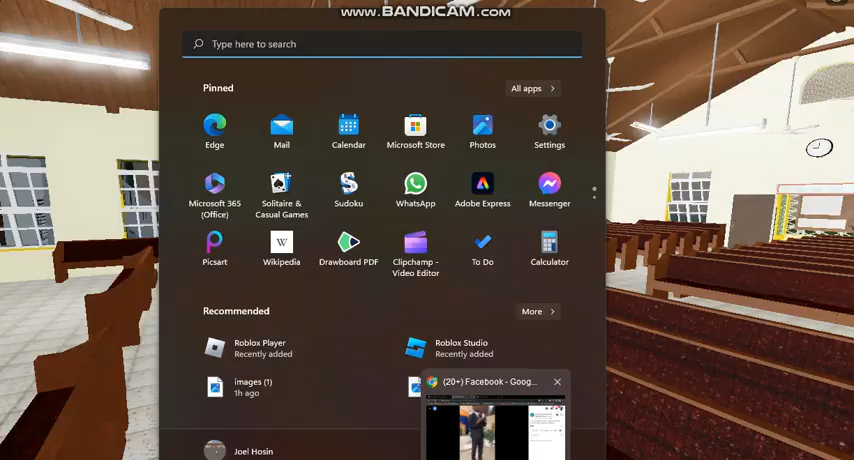 www.BANDICAM.com
Type here to search
Pinned
All apps
Edge
Mail
Calendar
Microsoft Store
Photos
Settings
Microsoft 365
(Office)
Solitaire &
Casual Games
Sudoku
WhatsApp
Adobe Express
Messenger
Picsart
W
Wikipedia
Drawboard PDF
Clipchamp -
Video Editor
To Do
Calculator
Recommended
More
Roblox Player
Recently added
Roblox Studio
Recently added
images (1)
1h ago
(20+) Facebook - Goog...
Joel Hosin